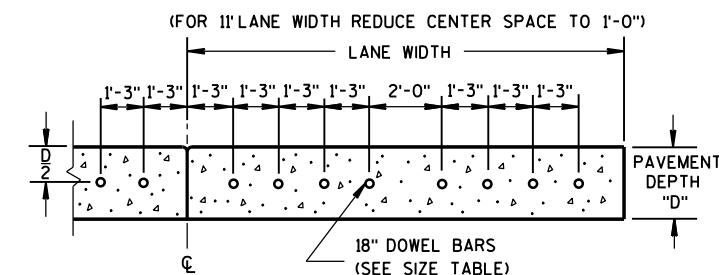 (FOR 11' LANE WIDTH REDUCE CENTER SPACE TO 1'-0")
LANE WIDTH
1'-3" 1'-3" 1'-3" 1'-3" 1'-3" 1'-3" 2'-0" 1'-3" 1'-3" 1'-3"
D
2
PAVEMENT
DEPTH
"D"
18" DOWEL BARS
(SEE SIZE TABLE)
℄